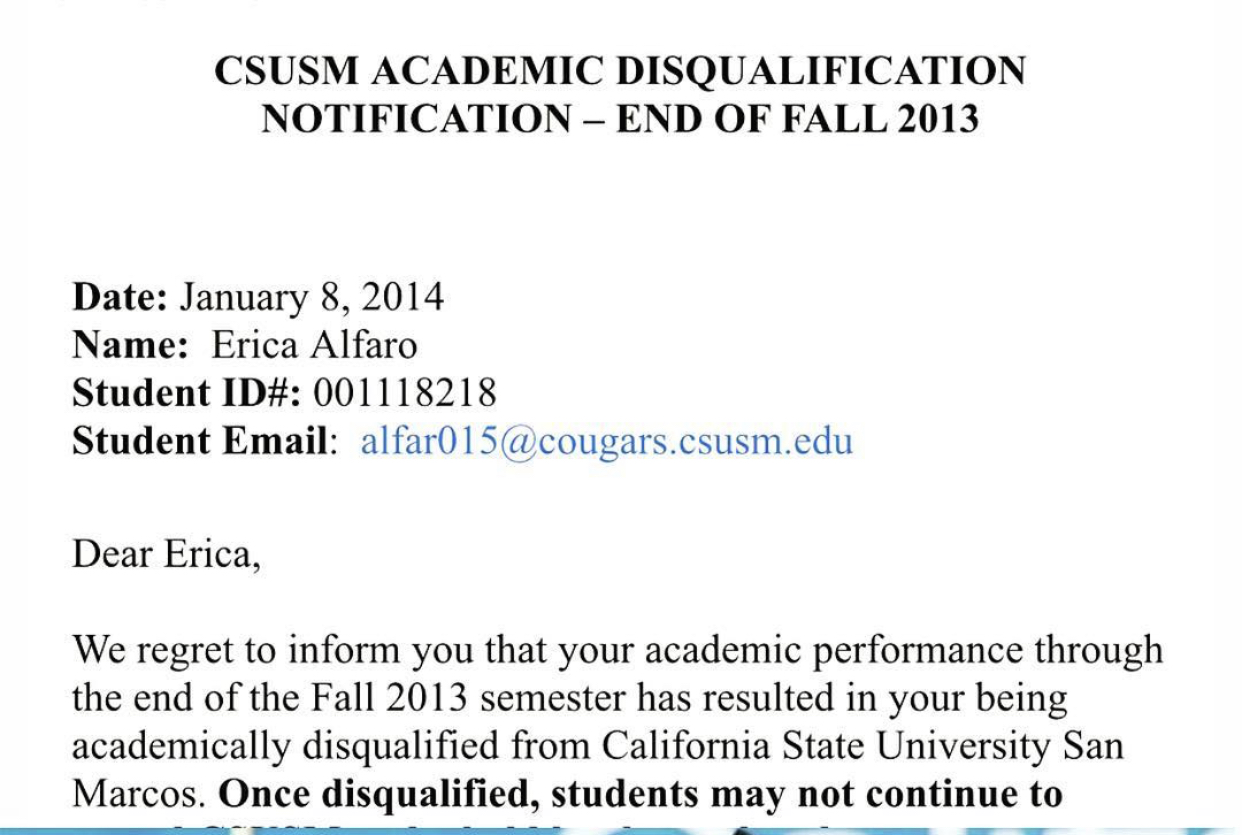 CSUSM ACADEMIC DISQUALIFICATION
NOTIFICATION – END OF FALL 2013
Date: January 8, 2014
Name: Erica Alfaro
Student ID#: 001118218
Student Email: alfar015@cougars.csusm.edu
Dear Erica,
We regret to inform you that your academic performance through
the end of the Fall 2013 semester has resulted in your being
academically disqualified from California State University San
Marcos. Once disqualified, students may not continue to